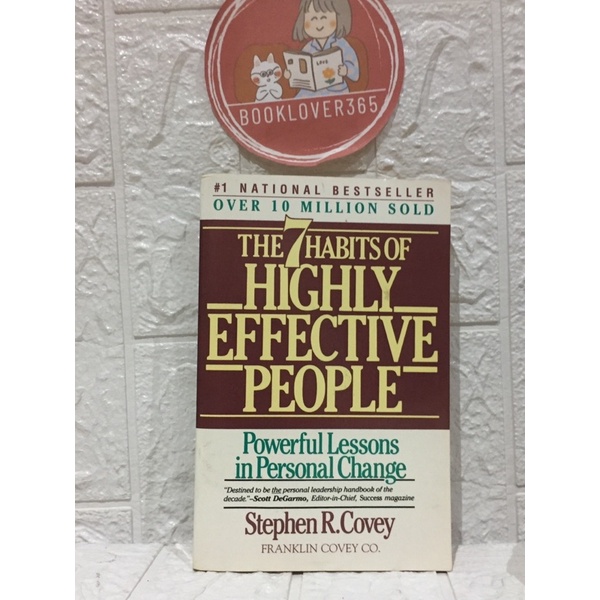 LOVE
BOOKLOVER365
#1 NATIONAL BESTSELLER
OVER 10 MILLION SOLD
THE 7 HABITS OF
HIGHLY
EFFECTIVE
PEOPLE
Powerful Lessons
in Personal Change
"Destined to be the personal leadership handbook of the
decade."–Scott DeGarmo, Editor-in-Chief, Success magazine
Stephen R. Covey
FRANKLIN COVEY CO.